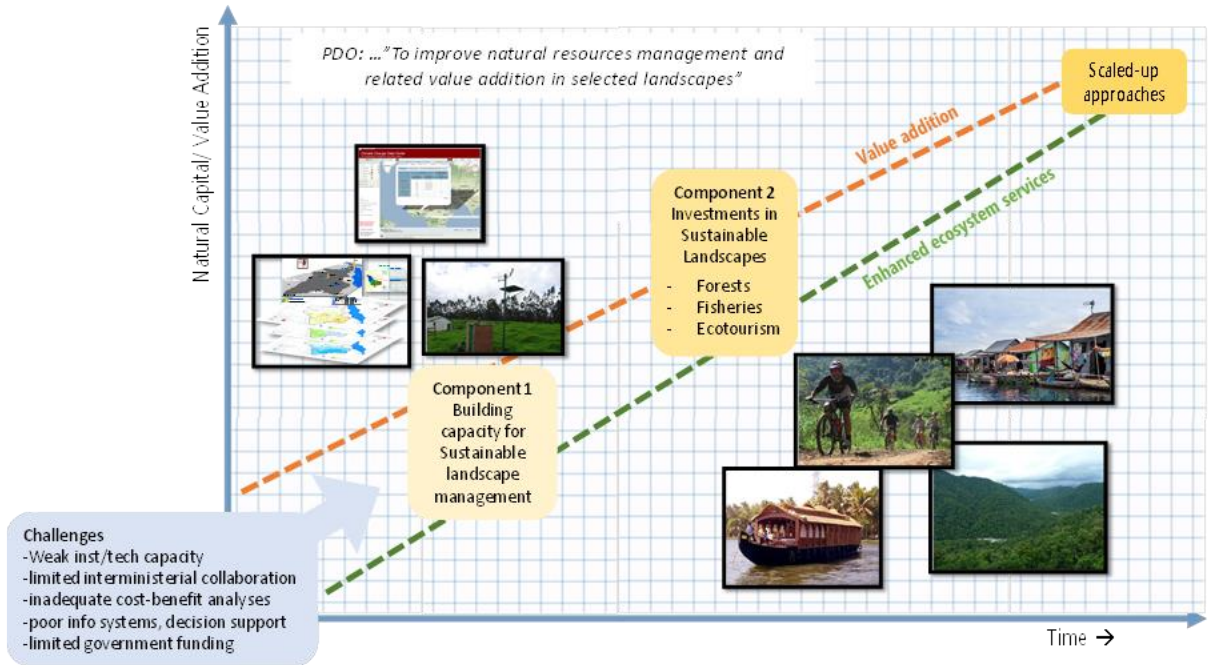 PDO: …"To improve natural resources management and
related value addition in selected landscapes"
Natural Capital/ Value Addition
Scaled-up
approaches
Value addition
Enhanced ecosystem services
Component 2
Investments in
Sustainable
Landscapes
- Forests
- Fisheries
- Ecotourism
Component 1
Building
capacity for
Sustainable
landscape
management
Challenges
-Weak inst/tech capacity
-limited interministerial collaboration
-inadequate cost-benefit analyses
-poor info systems, decision support
-limited government funding
Time →